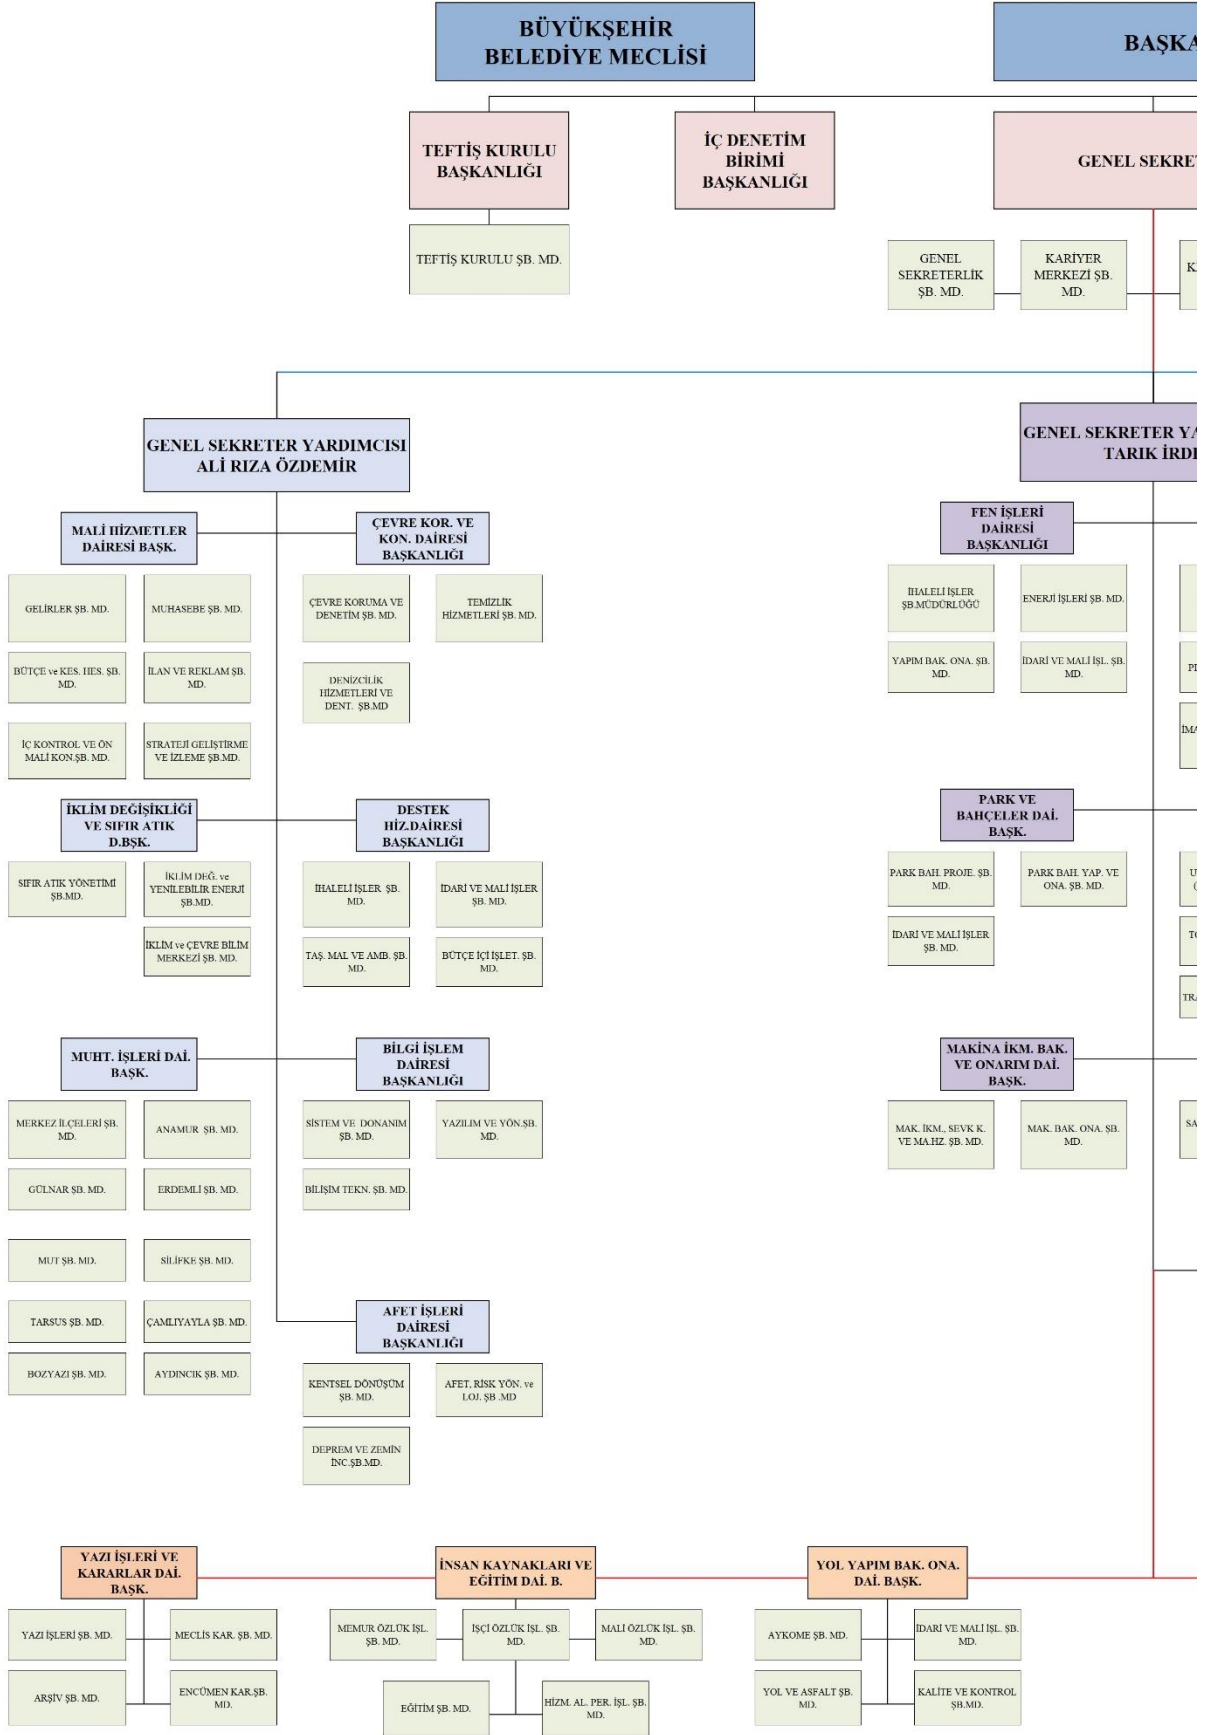 BÜYÜKŞEHİR
BELEDİYE MECLİSİ
BAŞKA
TEFTİŞ KURULU
BAŞKANLIĞI
İÇ DENETİM
BİRİMİ
BAŞKANLIĞI
GENEL SEKRE
TEFTİŞ KURULU ŞB. MD.
GENEL
SEKRETERLİK
ŞB. MD.
KARİYER
MERKEZİ ŞB.
MD.
GENEL SEKRETER YARDIMCISI
ALİ RIZA ÖZDEMİR
GENEL SEKRETER YA
TARIK İRDE
MALİ HİZMETLER
DAİRESİ BAŞK.
ÇEVRE KOR. VE
KON. DAİRESİ
BAŞKANLIĞI
FEN İŞLERİ
DAİRESİ
BAŞKANLIĞI
GELİRLER ŞB. MD.
MUHASEBE ŞB. MD.
ÇEVRE KORUMA VE
DENETİM ŞB. MD.
TEMİZLİK
HİZMETLERİ ŞB. MD.
İHALELİ İŞLER
ŞB.MÜDÜRLÜĞÜ
ENERJİ İŞLERİ ŞB. MD.
BÜTÇE ve KES. HES. ŞB.
MD.
İLAN VE REKLAM ŞB.
MD.
DENİZCİLİK
HİZMETLERİ VE
DENT. ŞB.MD
YAPIM BAK. ONA. ŞB.
MD.
İDARİ VE MALİ İŞL. ŞB.
MD.
İÇ KONTROL VE ÖN
MALİ KON.ŞB. MD.
STRATEJİ GELİŞTİRME
VE İZLEME ŞB.MD.
İMA
İKLİM DEĞİŞİKLİĞİ
VE SIFIR ATIK
D.BŞK.
DESTEK
HİZ.DAİRESİ
BAŞKANLIĞI
PARK VE
BAHÇELER DAİ.
BAŞK.
SIFIR ATIK YÖNETİMİ
ŞB.MD.
İKLİM DEĞ. ve
YENİLEBİLİR ENERJİ
ŞB.MD.
İHALELİ İŞLER ŞB.
MD.
İDARİ VE MALİ İŞLER
ŞB. MD.
PARK BAH. PROJE. ŞB.
MD.
PARK BAH. YAP. VE
ONA. ŞB. MD.
İKLİM ve ÇEVRE BİLİM
MERKEZİ ŞB. MD.
TAŞ. MAL VE AMB. ŞB.
MD.
BÜTÇE İÇİ İŞLET. ŞB.
MD.
İDARİ VE MALİ İŞLER
ŞB. MD.
TRA
MUHT. İŞLERİ DAİ.
BAŞK.
BİLGİ İŞLEM
DAİRESİ
BAŞKANLIĞI
MAKİNA İKM. BAK.
VE ONARIM DAİ.
BAŞK.
MERKEZ İLÇELERİ ŞB.
MD.
ANAMUR ŞB. MD.
SİSTEM VE DONANIM
ŞB. MD.
YAZILIM VE YÖN.ŞB.
MD.
MAK. İKM., SEVK K.
VE MA.HZ. ŞB. MD.
MAK. BAK. ONA. ŞB.
MD.
SA
GÜLNAR ŞB. MD.
ERDEMLİ ŞB. MD.
BİLİŞİM TEKN. ŞB. MD.
MUT ŞB. MD.
SİLİFKE ŞB. MD.
TARSUS ŞB. MD.
ÇAMLIYAYLA ŞB. MD.
AFET İŞLERİ
DAİRESİ
BAŞKANLIĞI
BOZYAZI ŞB. MD.
AYDINCIK ŞB. MD.
KENTSEL DÖNÜŞÜM
ŞB. MD.
AFET, RİSK YÖN. ve
LOJ. ŞB .MD
DEPREM VE ZEMİN
İNC.ŞB.MD.
YAZI İŞLERİ VE
KARARLAR DAİ.
BAŞK.
İNSAN KAYNAKLARI VE
EĞİTİM DAİ. B.
YOL YAPIM BAK. ONA.
DAİ. BAŞK.
YAZI İŞLERİ ŞB. MD.
MECLİS KAR. ŞB. MD.
MEMUR ÖZLÜK İŞL.
ŞB. MD.
İŞÇİ ÖZLÜK İŞL. ŞB.
MD.
MALİ ÖZLÜK İŞL. ŞB.
MD.
AYKOME ŞB. MD.
İDARİ VE MALİ İŞL. ŞB.
MD.
ARŞİV ŞB. MD.
ENCÜMEN KAR.ŞB.
MD.
EĞİTİM ŞB. MD.
HİZM. AL. PER. İŞL. ŞB.
MD.
YOL VE ASFALT ŞB.
MD.
KALİTE VE KONTROL
ŞB.MD.